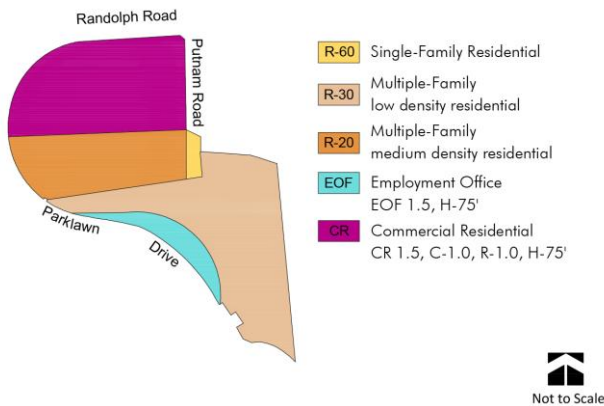 Randolph Road
Putnam Road
Parklawn
Drive
R-60 Single-Family Residential
R-30 Multiple-Family
low density residential
R-20 Multiple-Family
medium density residential
EOF Employment Office
EOF 1.5, H-75'
CR Commercial Residential
CR 1.5, C-1.0, R-1.0, H-75'
Not to Scale